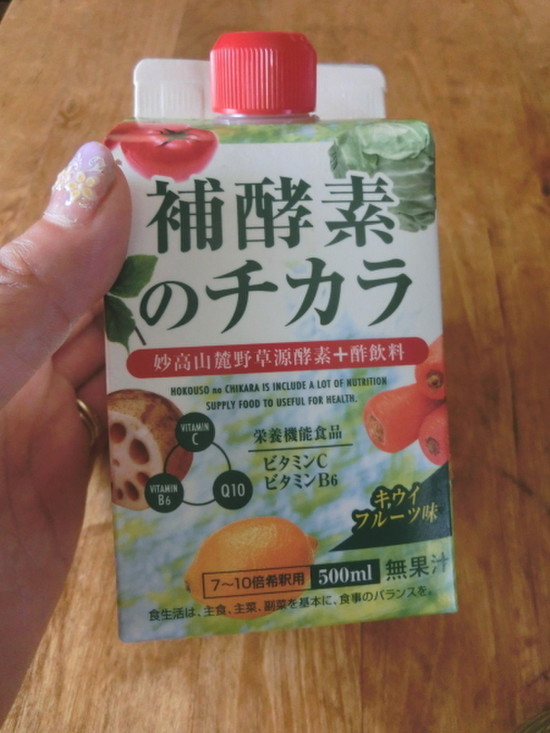 補酵素
のチカラ
妙高山麓野草源酵素+酢飲料
HOKOUSO no CHIKARA IS INCLUDE A LOT OF NUTRITION
SUPPLY FOOD TO USEFUL FOR HEALTH.
VITAMIN
C
VITAMIN
B6
Q10
栄養機能食品
ビタミンC
ビタミンB6
キウイ
フルーツ味
7〜10倍希釈用 500ml 無果汁
食生活は、主食、主菜、副菜を基本に、食事のバランスを。